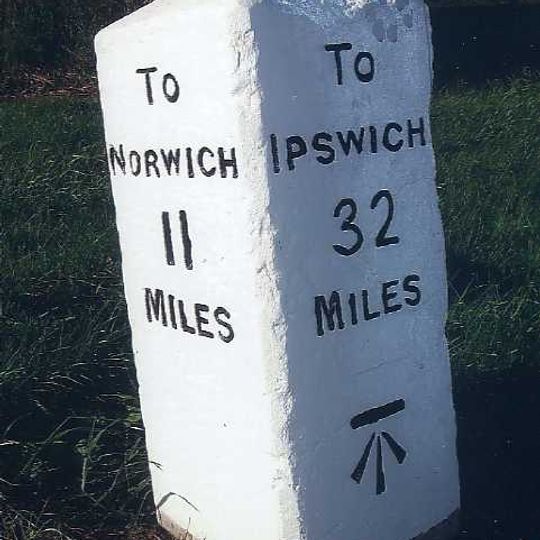 To
Norwich
11
Miles
To
Ipswich
32
Miles